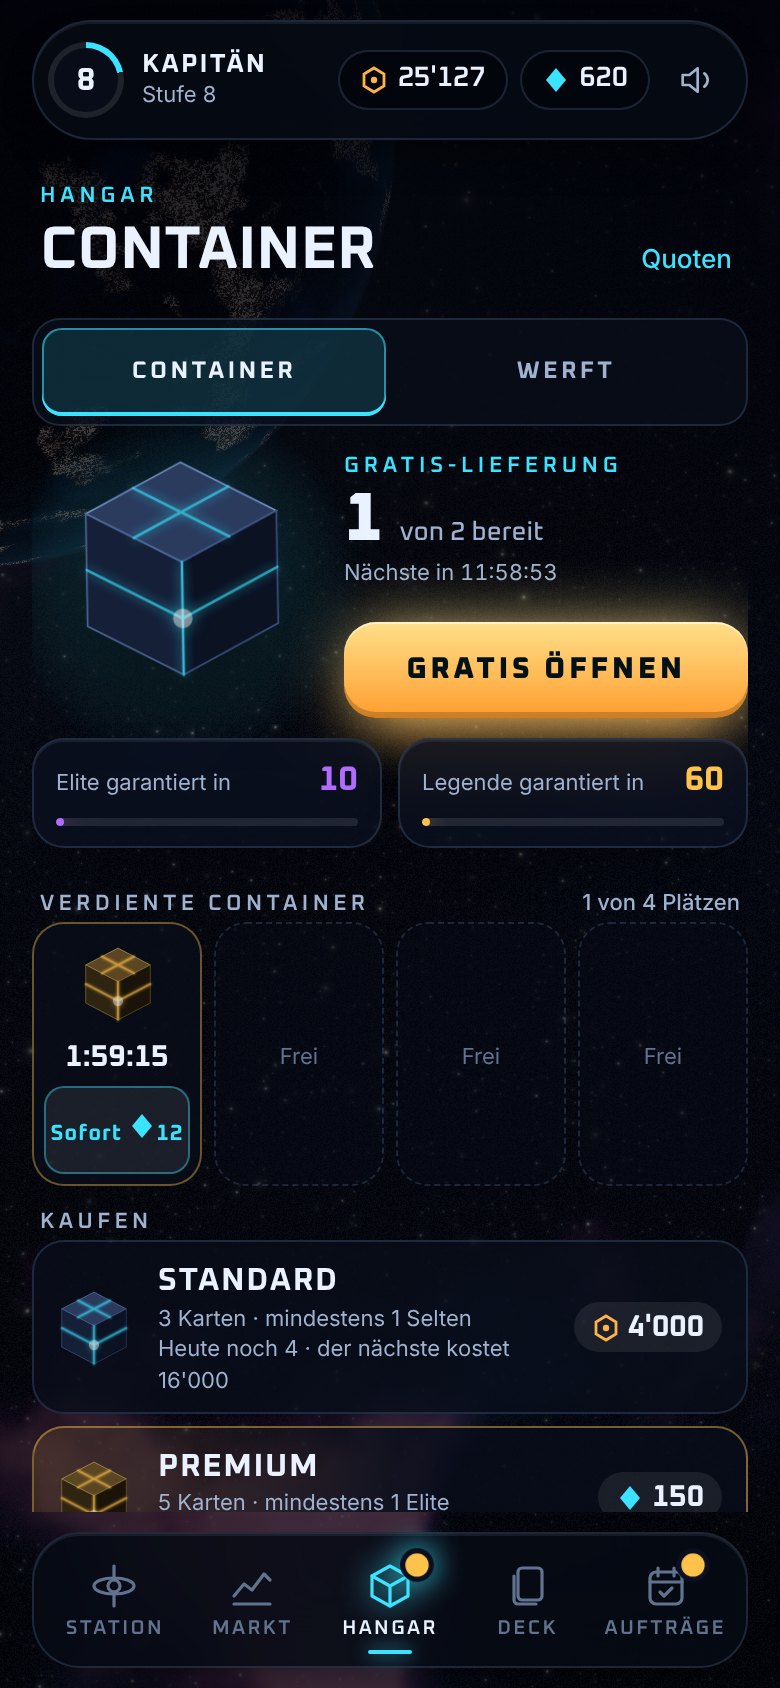 8
KAPITÄN
Stufe 8
25'127
620
HANGAR
CONTAINER
Quoten
CONTAINER
WERFT
GRATIS-LIEFERUNG
1 von 2 bereit
Nächste in 11:58:53
GRATIS ÖFFNEN
Elite garantiert in 10
Legende garantiert in 60
VERDIENTE CONTAINER
1 von 4 Plätzen
1:59:15
Sofort 12
Frei
Frei
Frei
KAUFEN
STANDARD
3 Karten · mindestens 1 Selten
Heute noch 4 · der nächste kostet
16'000
4'000
PREMIUM
5 Karten · mindestens 1 Elite
150
STATION
MARKT
HANGAR
DECK
AUFTRÄGE